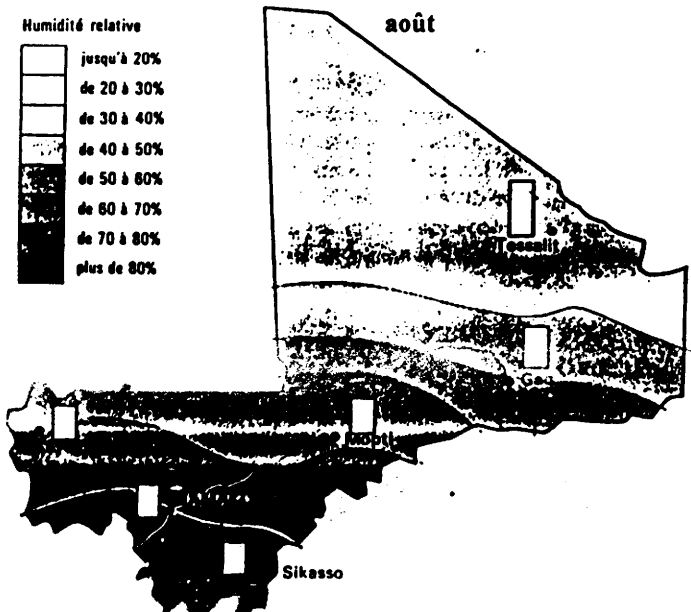 Humidité relative
août
jusqu'à 20%
de 20 à 30%
de 30 à 40%
de 40 à 50%
de 50 à 60%
de 60 à 70%
de 70 à 80%
plus de 80%
Tessalit
Gao
Mopti
Sikasso